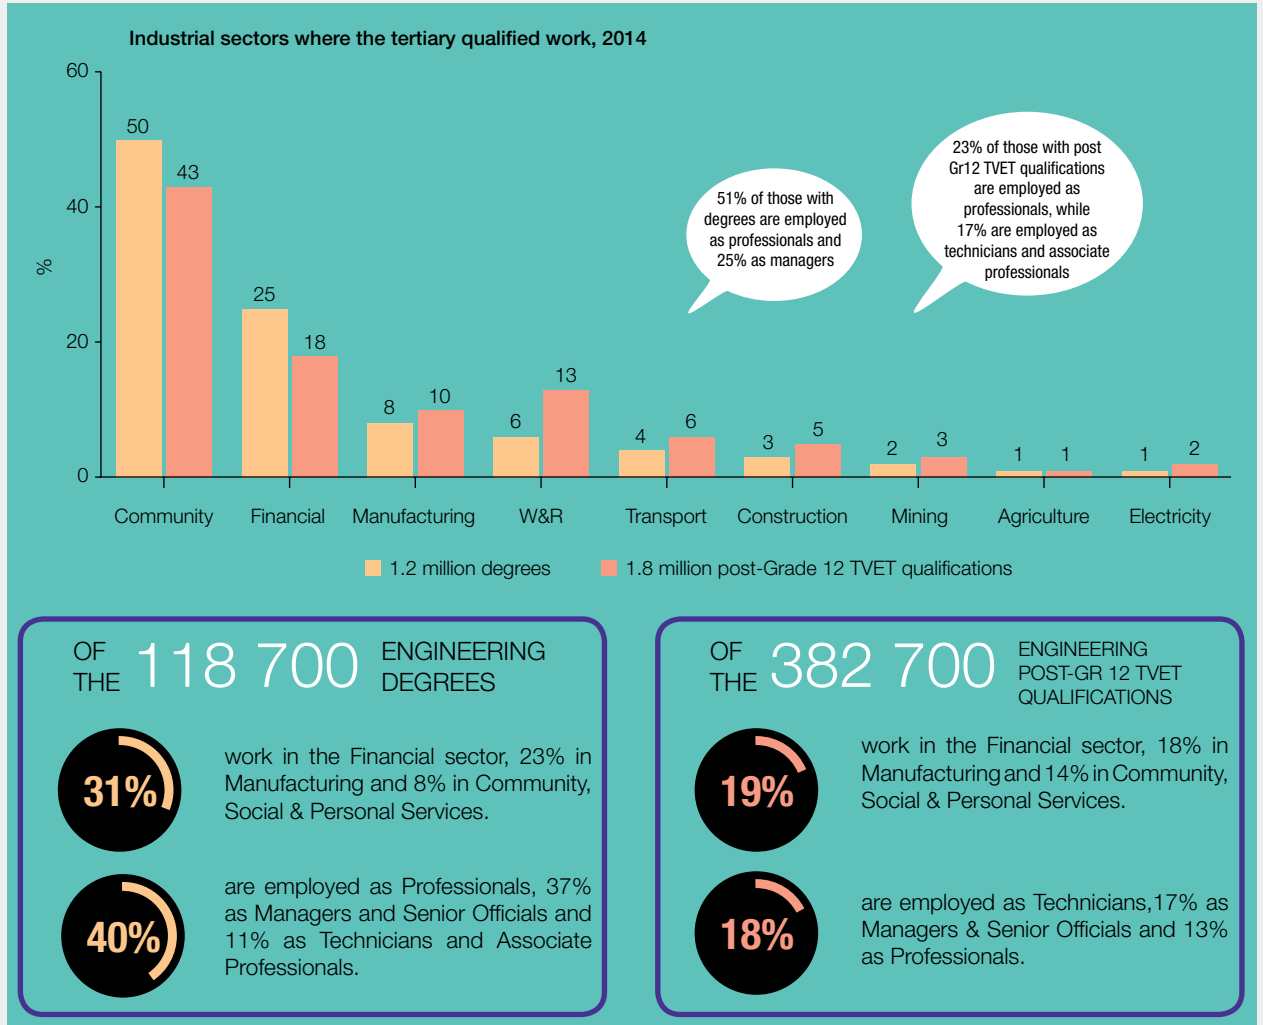 Industrial sectors where the tertiary qualified work, 2014
60
40
20
0
%
50
43
25
18
8
10
6
13
4
6
3
5
2
3
1
1
1
2
51% of those with
degrees are employed
as professionals and
25% as managers
23% of those with post
Gr12 TVET qualifications
are employed as
professionals, while
17% are employed as
technicians and associate
professionals
Community
Financial
Manufacturing
W&R
Transport
Construction
Mining
Agriculture
Electricity
1.2 million degrees
1.8 million post-Grade 12 TVET qualifications
OF
THE
118 700
ENGINEERING
DEGREES
31%
work in the Financial sector, 23% in
Manufacturing and 8% in Community,
Social & Personal Services.
40%
are employed as Professionals, 37%
as Managers and Senior Officials and
11% as Technicians and Associate
Professionals.
OF
THE
382 700
ENGINEERING
POST-GR 12 TVET
QUALIFICATIONS
19%
work in the Financial sector, 18% in
Manufacturing and 14% in Community,
Social & Personal Services.
18%
are employed as Technicians,17% as
Managers & Senior Officials and 13%
as Professionals.